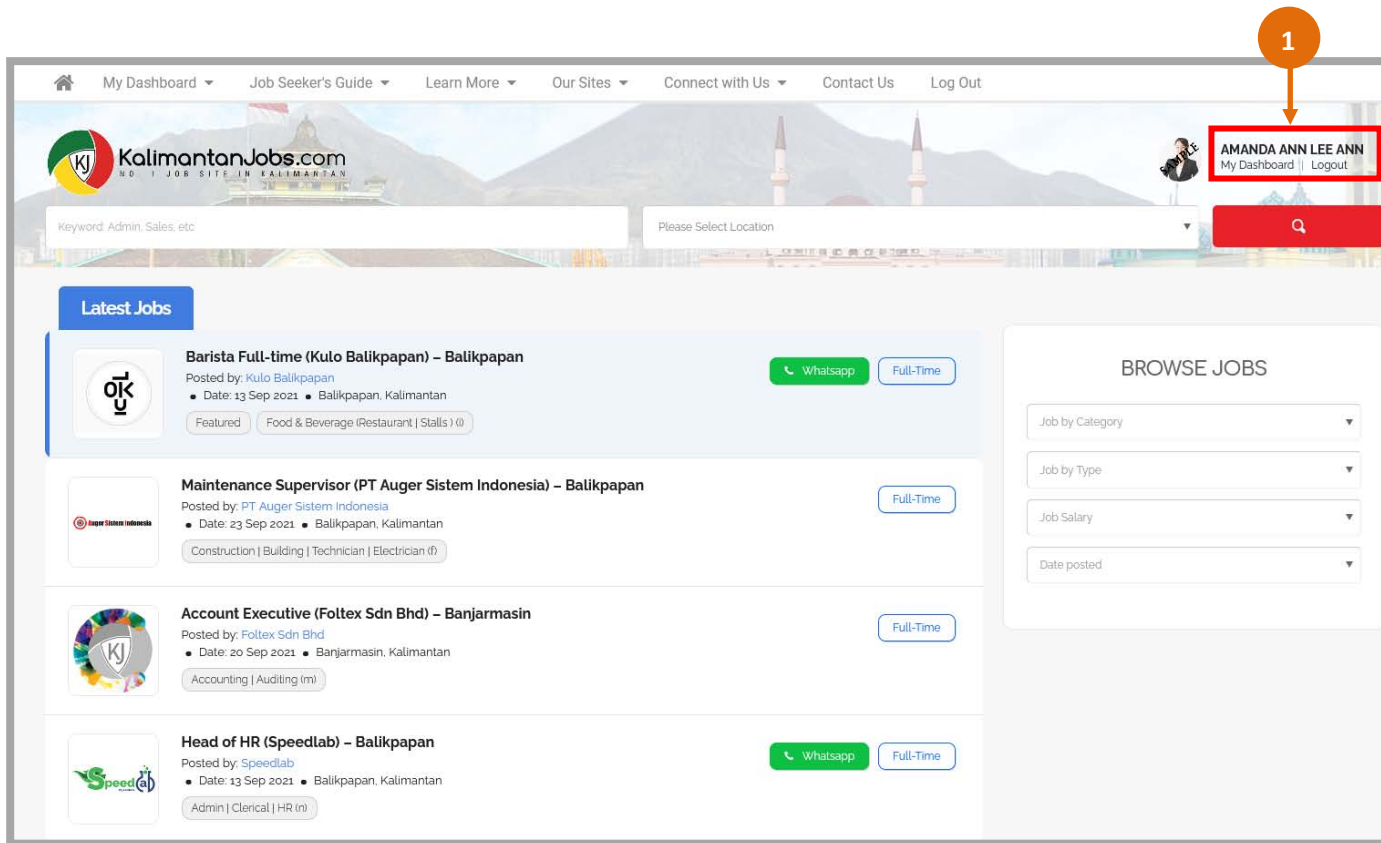 1
My Dashboard Job Seeker's Guide Learn More Our Sites Connect with Us Contact Us Log Out
KJ
KalimantanJobs.com
NO. 1 JOB SITE IN KALIMANTAN
SAMPLE
AMANDA ANN LEE ANN
My Dashboard | Logout
Keyword: Admin, Sales, etc
Please Select Location
Latest Jobs
Barista Full-time (Kulo Balikpapan) – Balikpapan
Posted by: Kulo Balikpapan
• Date: 13 Sep 2021 • Balikpapan, Kalimantan
Featured Food & Beverage (Restaurant | Stalls ) (i)
Whatsapp Full-Time
Maintenance Supervisor (PT Auger Sistem Indonesia) – Balikpapan
Posted by: PT Auger Sistem Indonesia
• Date: 23 Sep 2021 • Balikpapan, Kalimantan
Construction | Building | Technician | Electrician (f)
Full-Time
Auger Sistem Indonesia
Account Executive (Foltex Sdn Bhd) – Banjarmasin
Posted by: Foltex Sdn Bhd
• Date: 20 Sep 2021 • Banjarmasin, Kalimantan
Accounting | Auditing (m)
Full-Time
KJ
Head of HR (Speedlab) – Balikpapan
Posted by: Speedlab
• Date: 13 Sep 2021 • Balikpapan, Kalimantan
Admin | Clerical | HR (n)
Whatsapp Full-Time
Speedlab
BROWSE JOBS
Job by Category
Job by Type
Job Salary
Date posted